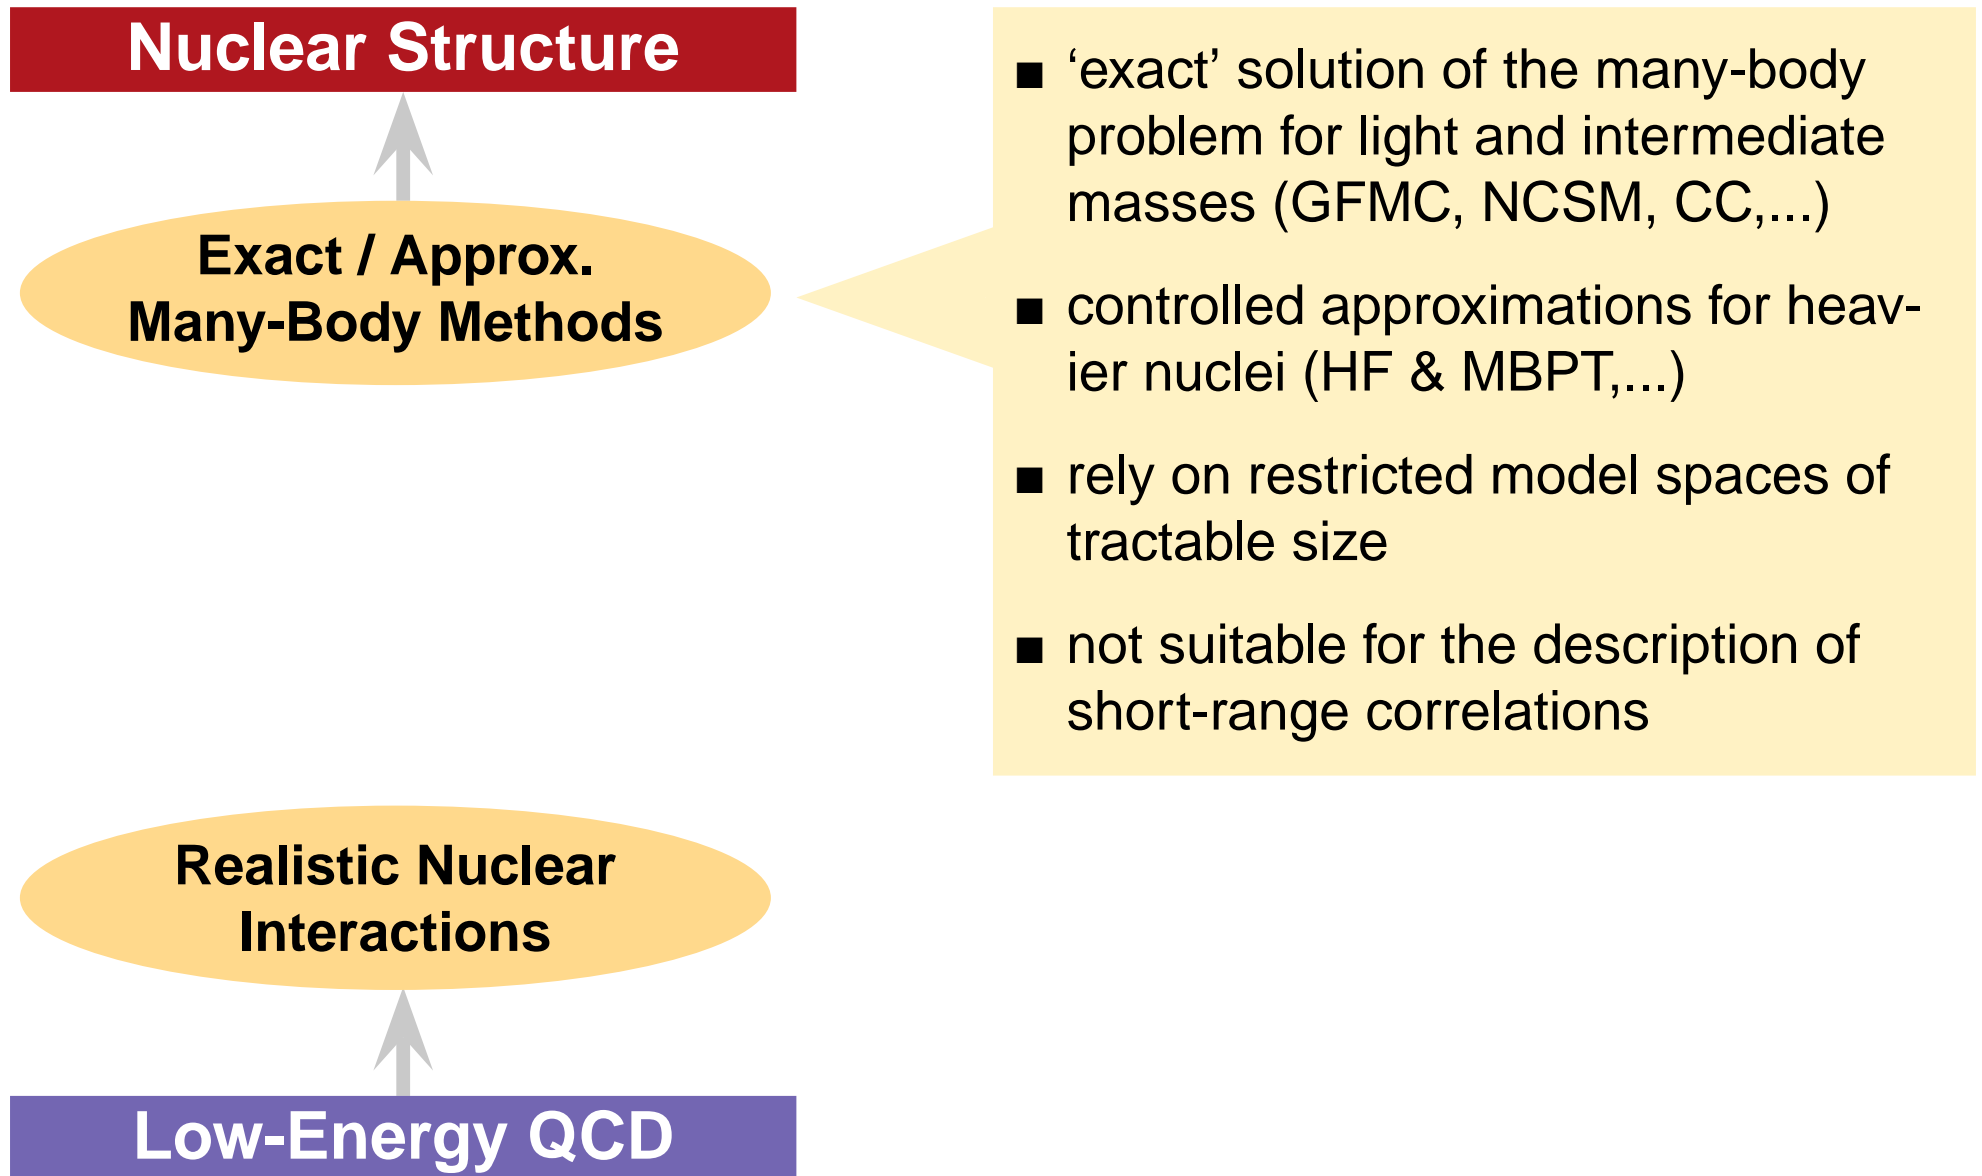 Nuclear Structure
Exact / Approx.
Many-Body Methods
■ ‘exact’ solution of the many-body
problem for light and intermediate
masses (GFMC, NCSM, CC,...)
■ controlled approximations for heav-
ier nuclei (HF & MBPT,...)
■ rely on restricted model spaces of
tractable size
■ not suitable for the description of
short-range correlations
Realistic Nuclear
Interactions
Low-Energy QCD